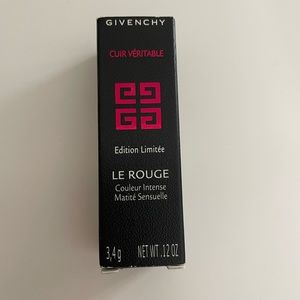 GIVENCHY
CUIR VÉRITABLE
Edition Limitée
LE ROUGE
Couleur Intense
Matité Sensuelle
3,4 g NET WT .12 OZ